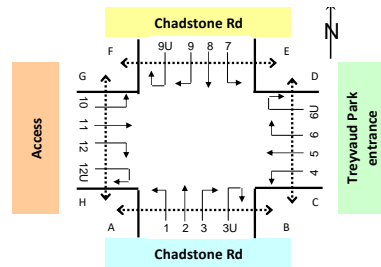 Chadstone Rd
N
F
9U
9
8
7
E
G
D
10
11
12
12U
6U
6
5
4
Access
Treyvaud Park
entrance
H
C
A
1
2
3
3U
B
Chadstone Rd